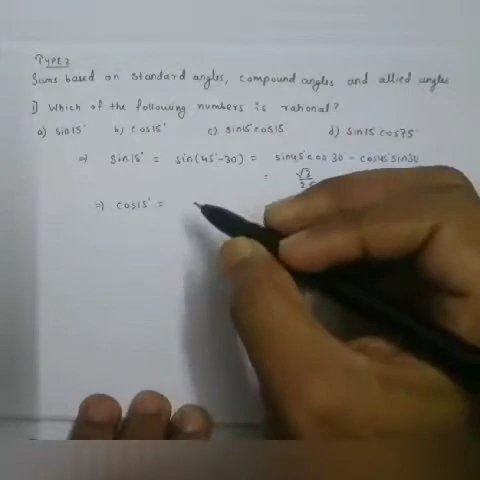 TYPE 2
Sums based on standard angles, compound angles and allied angles
1) Which of the following numbers is rational?
a) sin15° b) cos15° c) sin15°cos15 d) sin15.cos75
⇒ sin15° = sin(45°-30) = sin45°cos30° - cos45°sin30
= √3
⇒ cos15° =